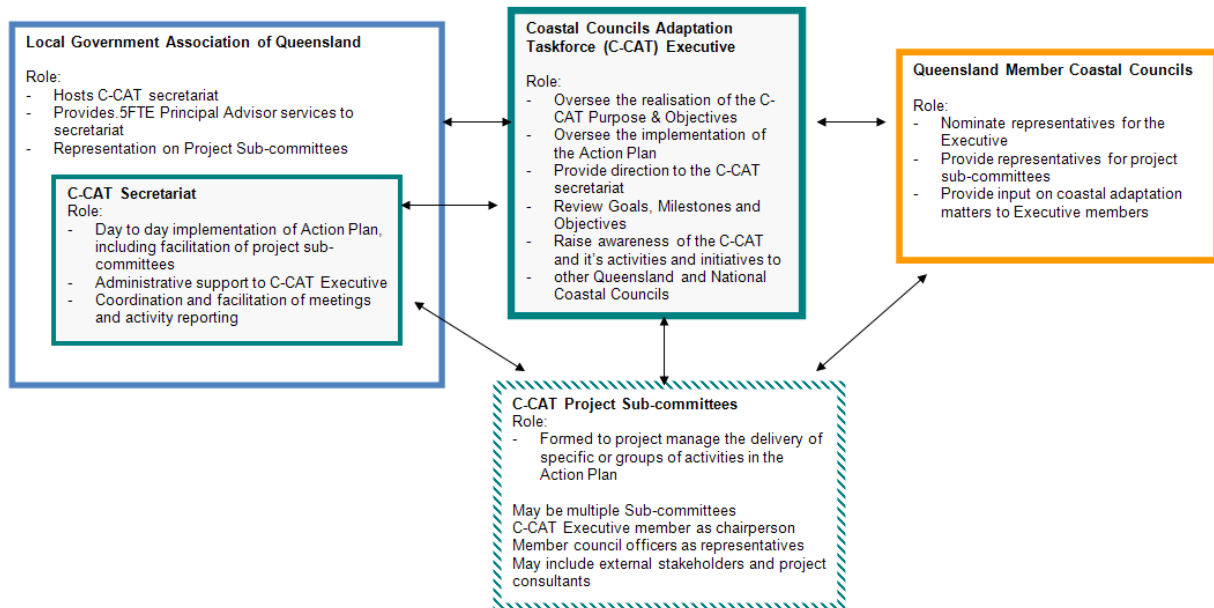 Local Government Association of Queensland
Role:
- Hosts C-CAT secretariat
- Provides.5FTE Principal Advisor services to
secretariat
- Representation on Project Sub-committees
C-CAT Secretariat
Role:
- Day to day implementation of Action Plan,
including facilitation of project sub-
committees
- Administrative support to C-CAT Executive
- Coordination and facilitation of meetings
and activity reporting
Coastal Councils Adaptation
Taskforce (C-CAT) Executive
Role:
- Oversee the realisation of the C-
CAT Purpose & Objectives
- Oversee the implementation of
the Action Plan
- Provide direction to the C-CAT
secretariat
- Review Goals, Milestones and
Objectives
- Raise awareness of the C-CAT
and it's activities and initiatives to
- other Queensland and National
Coastal Councils
Queensland Member Coastal Councils
Role:
- Nominate representatives for the
Executive
- Provide representatives for project
sub-committees
- Provide input on coastal adaptation
matters to Executive members
C-CAT Project Sub-committees
Role:
- Formed to project manage the delivery of
specific or groups of activities in the
Action Plan
May be multiple Sub-committees
C-CAT Executive member as chairperson
Member council officers as representatives
May include external stakeholders and project
consultants